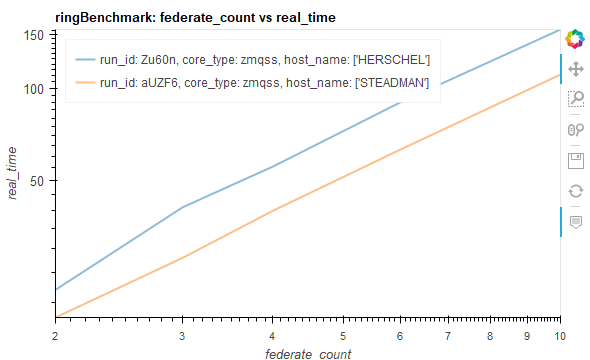 ringBenchmark: federate_count vs real_time
run_id: Zu60n, core_type: zmqss, host_name: ['HERSCHEL']
run_id: aUZF6, core_type: zmqss, host_name: ['STEADMAN']
150
100
50
real_time
2 3 4 5 6 7 8 9 10
federate_count